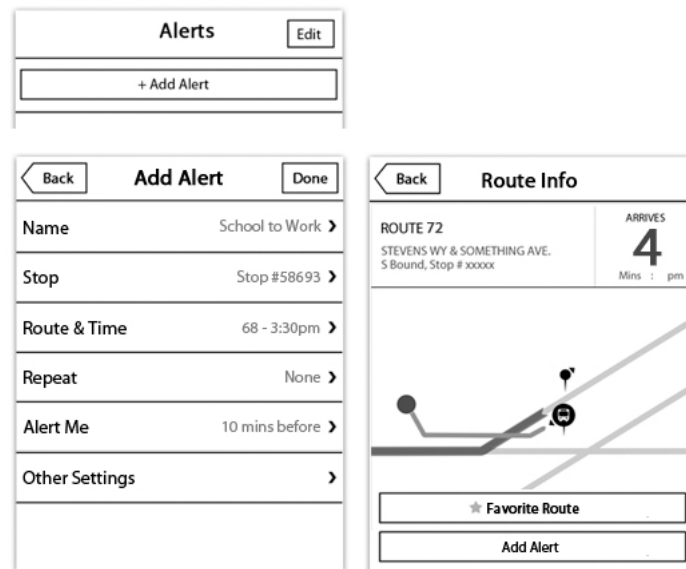 Alerts
Edit
+ Add Alert
Back
Add Alert
Done
Name
School to Work
Stop
Stop #58693
Route & Time
68 - 3:30pm
Repeat
None
Alert Me
10 mins before
Other Settings
Back
Route Info
ROUTE 72
STEVENS WY & SOMETHING AVE.
S Bound, Stop # xxxxx
ARRIVES
4
Mins : pm
Favorite Route
Add Alert